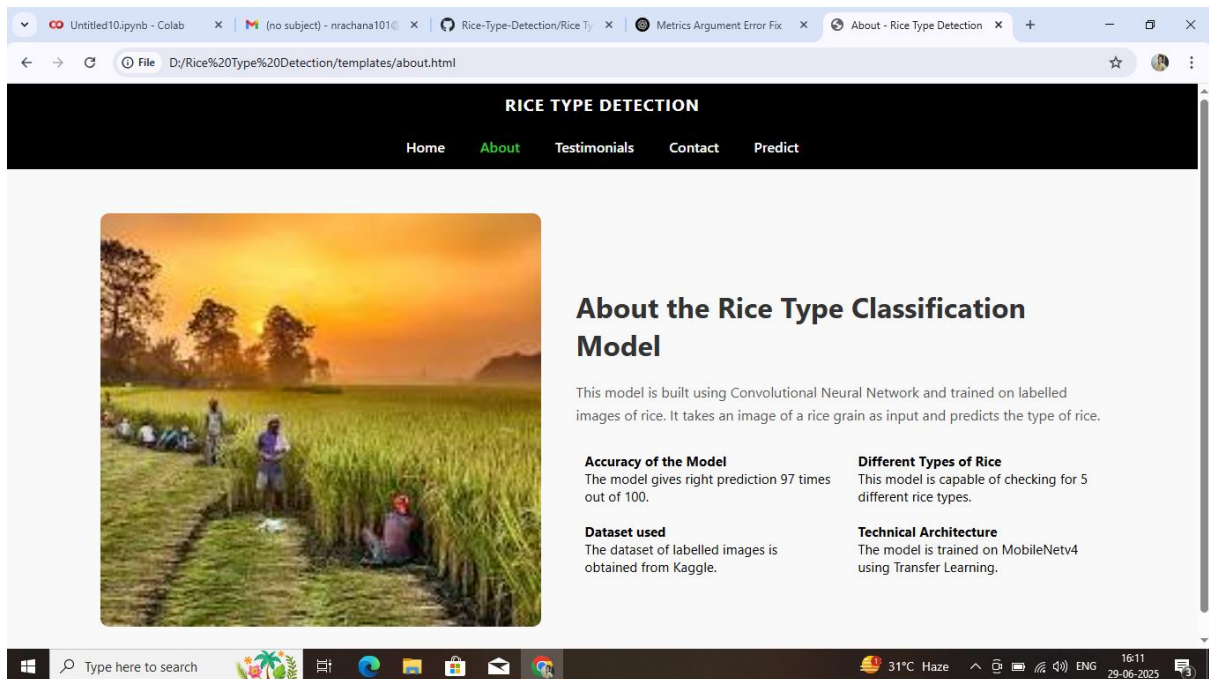 Untitled10.ipynb - Colab
(no subject) - nrachana101@
Rice-Type-Detection/Rice Ty
Metrics Argument Error Fix
About - Rice Type Detection
File D:/Rice%20Type%20Detection/templates/about.html
RICE TYPE DETECTION
Home About Testimonials Contact Predict
About the Rice Type Classification
Model
This model is built using Convolutional Neural Network and trained on labelled
images of rice. It takes an image of a rice grain as input and predicts the type of rice.
Accuracy of the Model
The model gives right prediction 97 times
out of 100.
Different Types of Rice
This model is capable of checking for 5
different rice types.
Dataset used
The dataset of labelled images is
obtained from Kaggle.
Technical Architecture
The model is trained on MobileNetv4
using Transfer Learning.
Type here to search
31°C Haze
ENG
16:11
29-06-2025
3